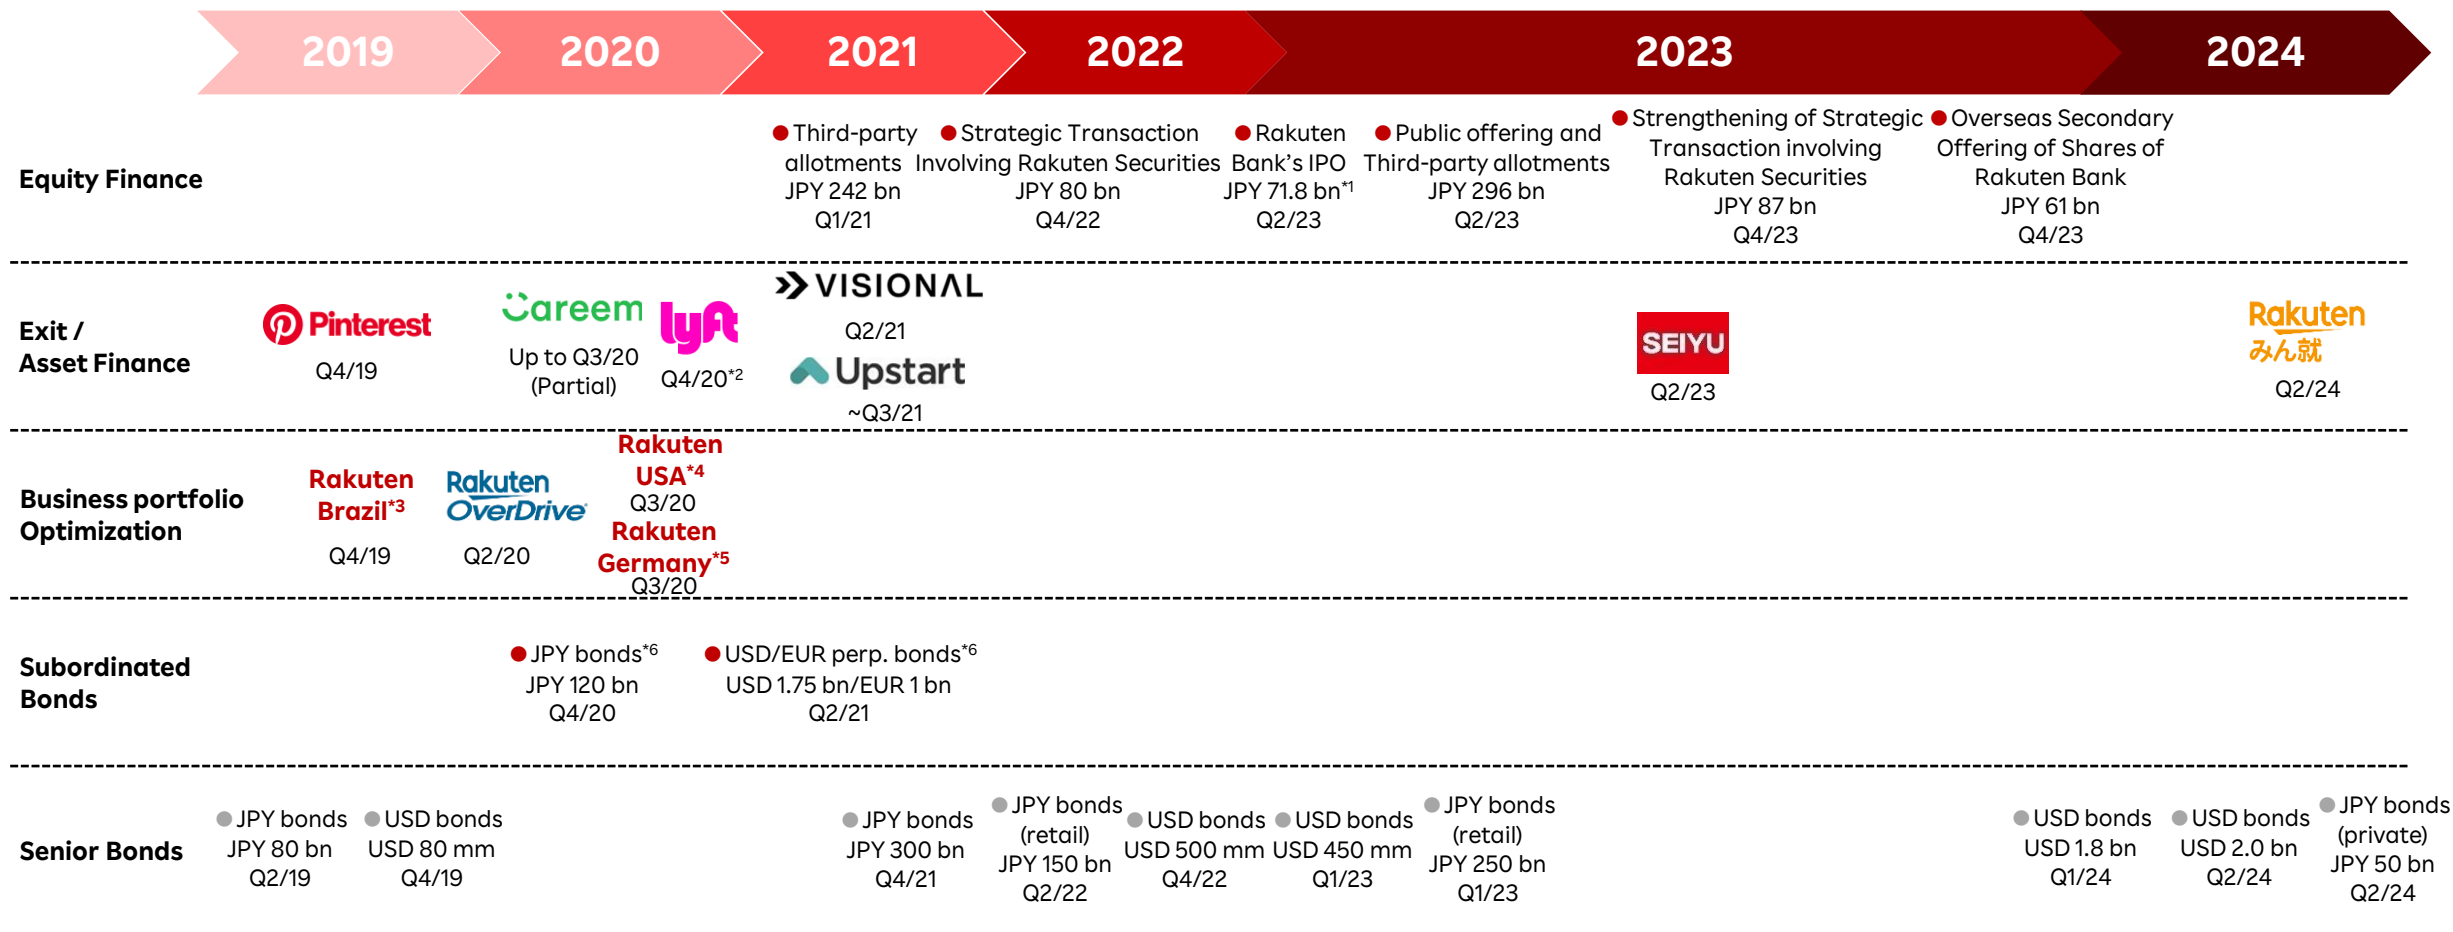 2019
2020
2021
2022
2023
2024
Equity Finance
● Third-party
allotments
JPY 242 bn
Q1/21
● Strategic Transaction
Involving Rakuten Securities
JPY 80 bn
Q4/22
● Rakuten
Bank's IPO
JPY 71.8 bn*1
Q2/23
● Public offering and
Third-party allotments
JPY 296 bn
Q2/23
● Strengthening of Strategic
Transaction involving
Rakuten Securities
JPY 87 bn
Q4/23
● Overseas Secondary
Offering of Shares of
Rakuten Bank
JPY 61 bn
Q4/23
Exit /
Asset Finance
Pinterest
Q4/19
Careem
Up to Q3/20
(Partial)
lyft
Q4/20*2
VISIONAL
Q2/21
Upstart
~Q3/21
SEIYU
Q2/23
Rakuten
みん就
Q2/24
Business portfolio
Optimization
Rakuten
Brazil*3
Q4/19
Rakuten
OverDrive
Q2/20
Rakuten
USA*4
Q3/20
Rakuten
Germany*5
Q3/20
Subordinated
Bonds
● JPY bonds*6
JPY 120 bn
Q4/20
● USD/EUR perp. bonds*6
USD 1.75 bn/EUR 1 bn
Q2/21
Senior Bonds
● JPY bonds
JPY 80 bn
Q2/19
● USD bonds
USD 80 mm
Q4/19
● JPY bonds
JPY 300 bn
Q4/21
● JPY bonds
(retail)
JPY 150 bn
Q2/22
● USD bonds
USD 500 mm
Q4/22
● USD bonds
USD 450 mm
Q1/23
● JPY bonds
(retail)
JPY 250 bn
Q1/23
● USD bonds
USD 1.8 bn
Q1/24
● USD bonds
USD 2.0 bn
Q2/24
● JPY bonds
(private)
JPY 50 bn
Q2/24